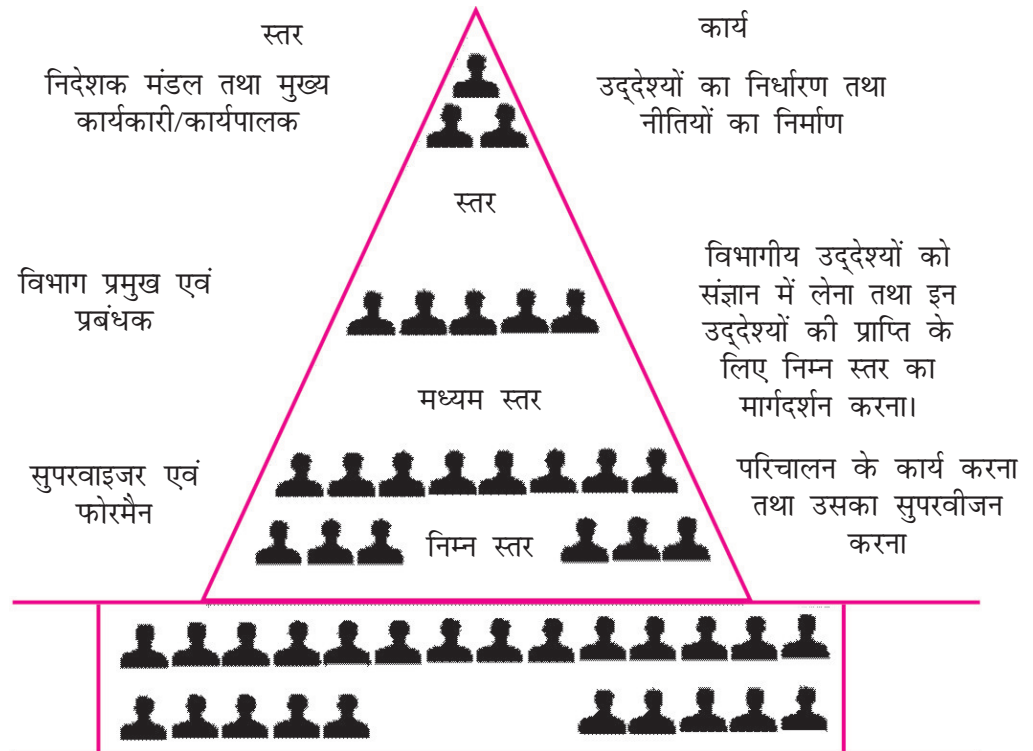 स्तर
कार्य
निदेशक मंडल तथा मुख्य
कार्यकारी/कार्यपालक
उद्देश्यों का निर्धारण तथा
नीतियों का निर्माण
स्तर
विभाग प्रमुख एवं
प्रबंधक
विभागीय उद्देश्यों को
संज्ञान में लेना तथा इन
उद्देश्यों की प्राप्ति के
लिए निम्न स्तर का
मार्गदर्शन करना।
मध्यम स्तर
सुपरवाइजर एवं
फोरमैन
परिचालन के कार्य करना
तथा उसका सुपरवीजन
करना
निम्न स्तर